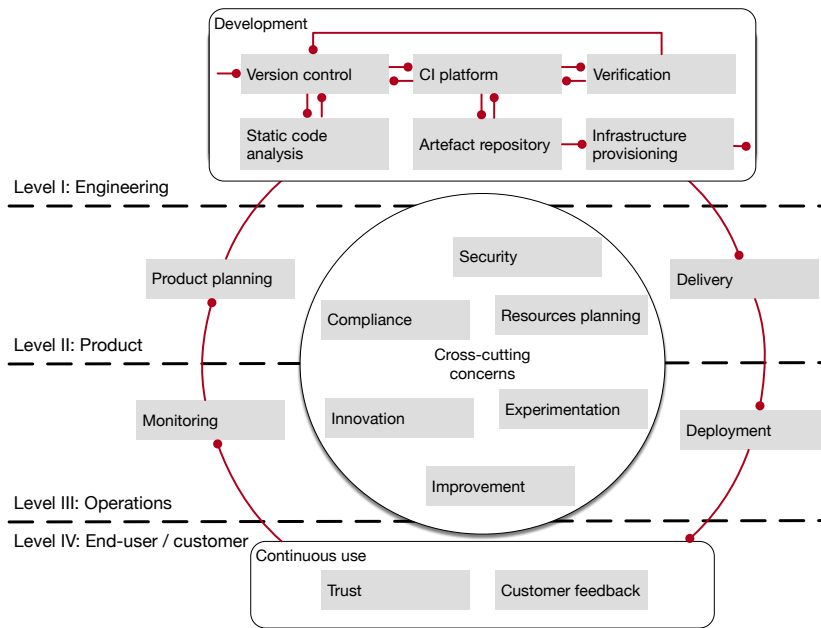 Development
Version control
CI platform
Verification
Static code
analysis
Artefact repository
Infrastructure
provisioning
Level I: Engineering
Security
Product planning
Delivery
Compliance
Resources planning
Level II: Product
Cross-cutting
concerns
Monitoring
Innovation
Experimentation
Deployment
Improvement
Level III: Operations
Level IV: End-user / customer
Continuous use
Trust
Customer feedback